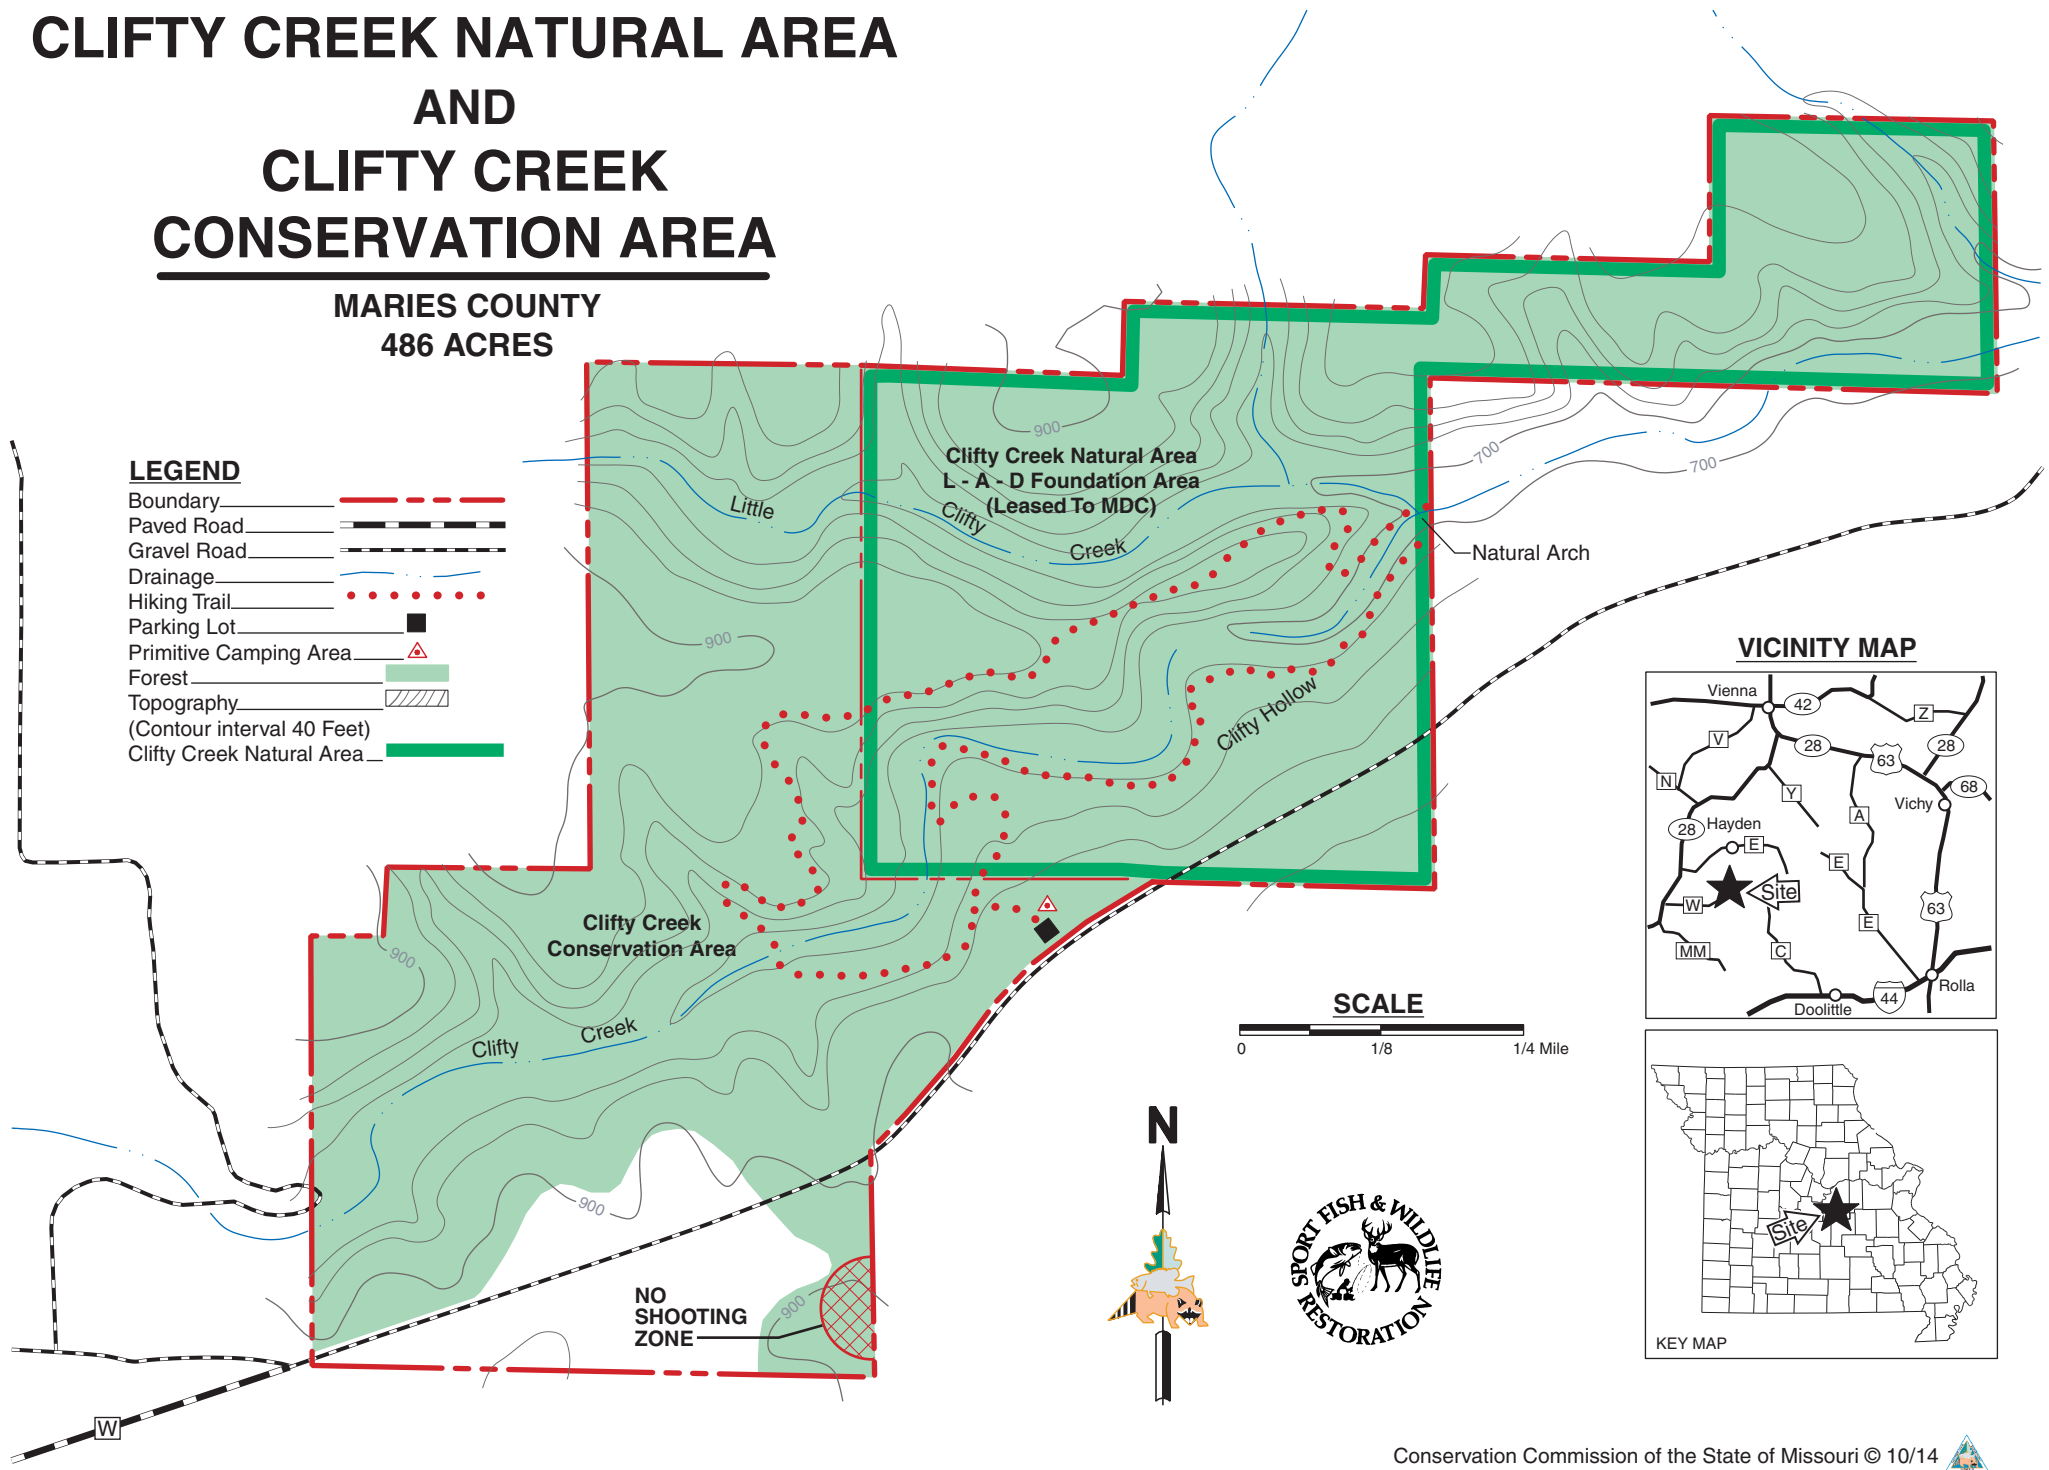 CLIFTY CREEK NATURAL AREA
AND
CLIFTY CREEK
CONSERVATION AREA
MARIES COUNTY
486 ACRES
LEGEND
Boundary
Paved Road
Gravel Road
Drainage
Hiking Trail
Parking Lot
Primitive Camping Area
Forest
Topography
(Contour interval 40 Feet)
Clifty Creek Natural Area
900
Clifty Creek Natural Area
L - A - D Foundation Area
(Leased To MDC)
Little
Clifty
Creek
700
700
Natural Arch
900
Clifty Hollow
Clifty Creek
Conservation Area
900
Clifty
Creek
900
900
NO
SHOOTING
ZONE
W
SCALE
0
1/8
1/4 Mile
N
SPORT FISH & WILDLIFE
RESTORATION
VICINITY MAP
Vienna
42
Z
V
28
63
28
N
Y
68
Vichy
A
28
Hayden
E
E
Site
W
63
E
MM
C
Rolla
44
Doolittle
Site
KEY MAP
Conservation Commission of the State of Missouri © 10/14